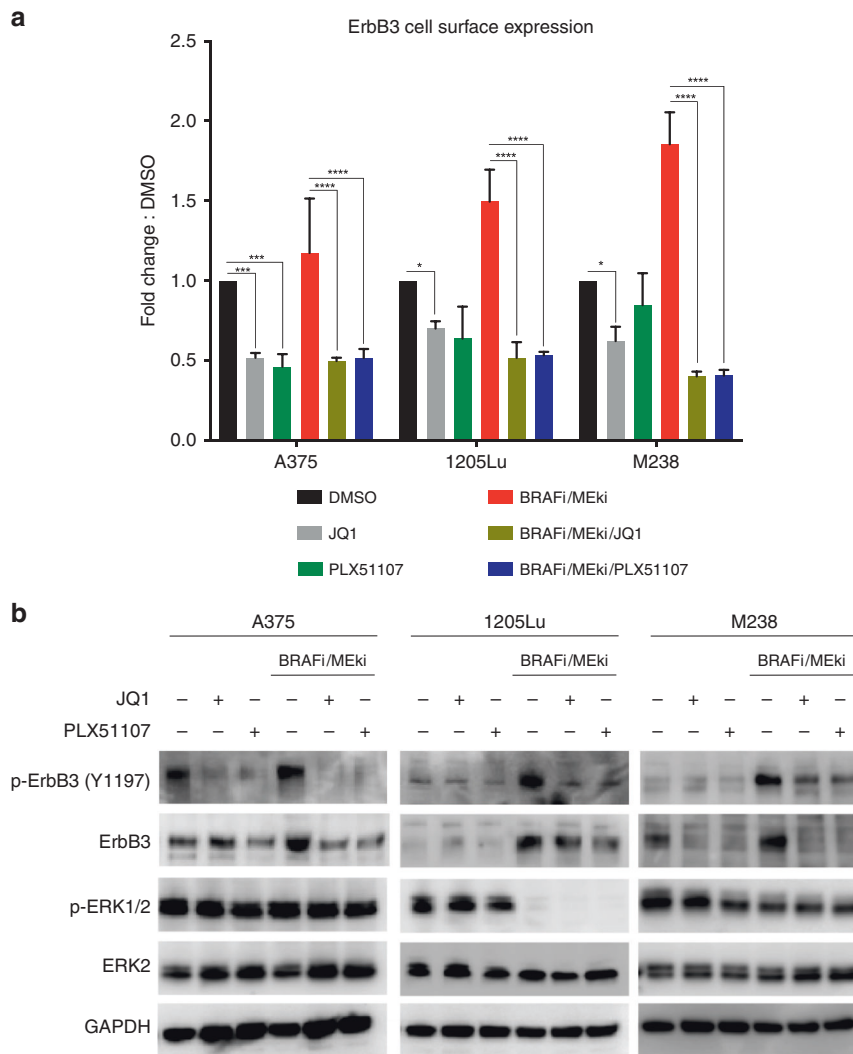 a
ErbB3 cell surface expression
Fold change : DMSO
2.5
2.0
1.5
1.0
0.5
0.0
**** ****
*** *** **** **** * * **** ****
A375 1205Lu M238
DMSO BRAFi/MEki
JQ1 BRAFi/MEki/JQ1
PLX51107 BRAFi/MEki/PLX51107
b
A375 1205Lu M238
BRAFi/MEki BRAFi/MEki BRAFi/MEki
JQ1 – + – – + – – + – – + – – + – – + –
PLX51107 – – + – – + – – + – – + – – + – – +
p-ErbB3 (Y1197)
ErbB3
p-ERK1/2
ERK2
GAPDH